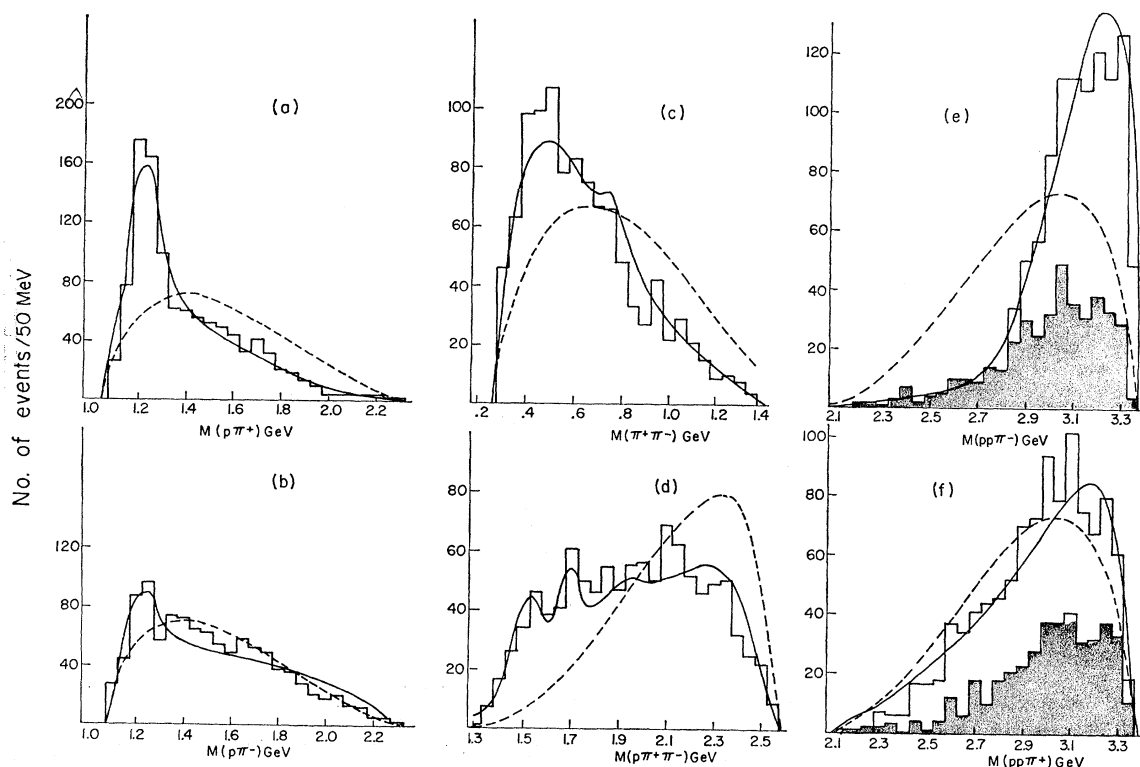 No. of events/50 MeV
(a)
200
160
120
80
40
1.0 1.2 1.4 1.6 1.8 2.0 2.2
M(pπ+) GeV
(b)
120
80
40
1.0 1.2 1.4 1.6 1.8 2.0 2.2
M(pπ−) GeV
(c)
100
80
60
40
20
.2 .4 .6 .8 1.0 1.2 1.4
M(π+π−) GeV
(d)
80
60
40
20
1.3 1.5 1.7 1.9 2.1 2.3 2.5
M(pπ+π−) GeV
(e)
120
100
80
60
40
20
2.1 2.3 2.5 2.7 2.9 3.1 3.3
M(ppπ−) GeV
(f)
100
80
60
40
20
2.1 2.3 2.5 2.7 2.9 3.1 3.3
M(ppπ+) GeV